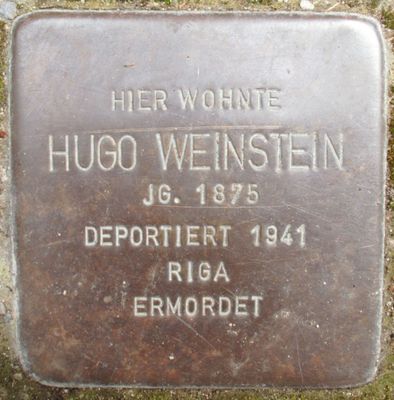 HIER WOHNTE
HUGO WEINSTEIN
JG. 1875
DEPORTIERT 1941
RIGA
ERMORDET